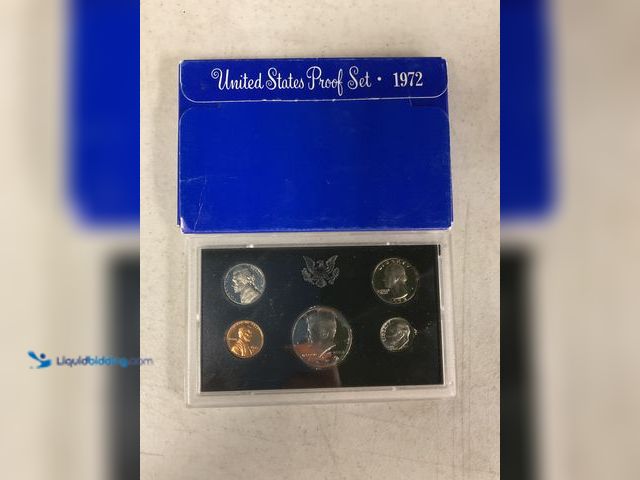 United States Proof Set · 1972
Liquidbidding.com